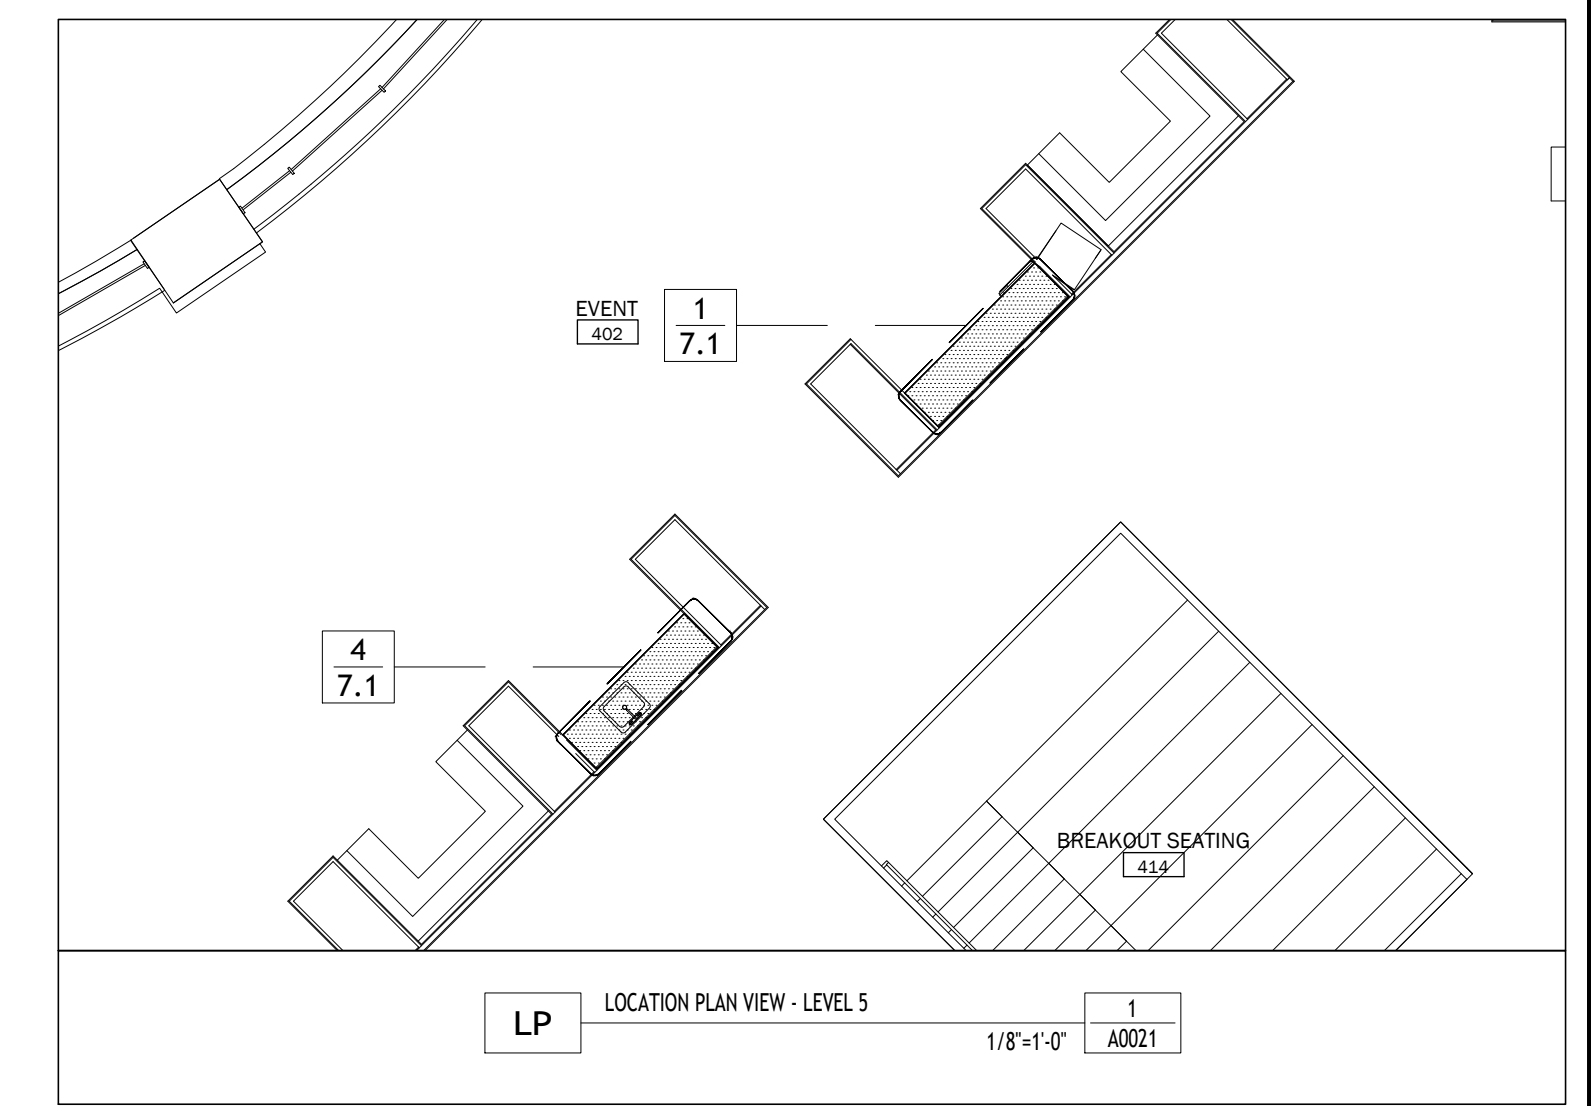 EVENT
402
1
7.1
4
7.1
BREAKOUT SEATING
414
LP
LOCATION PLAN VIEW - LEVEL 5
1/8"=1'-0"
1
A0021